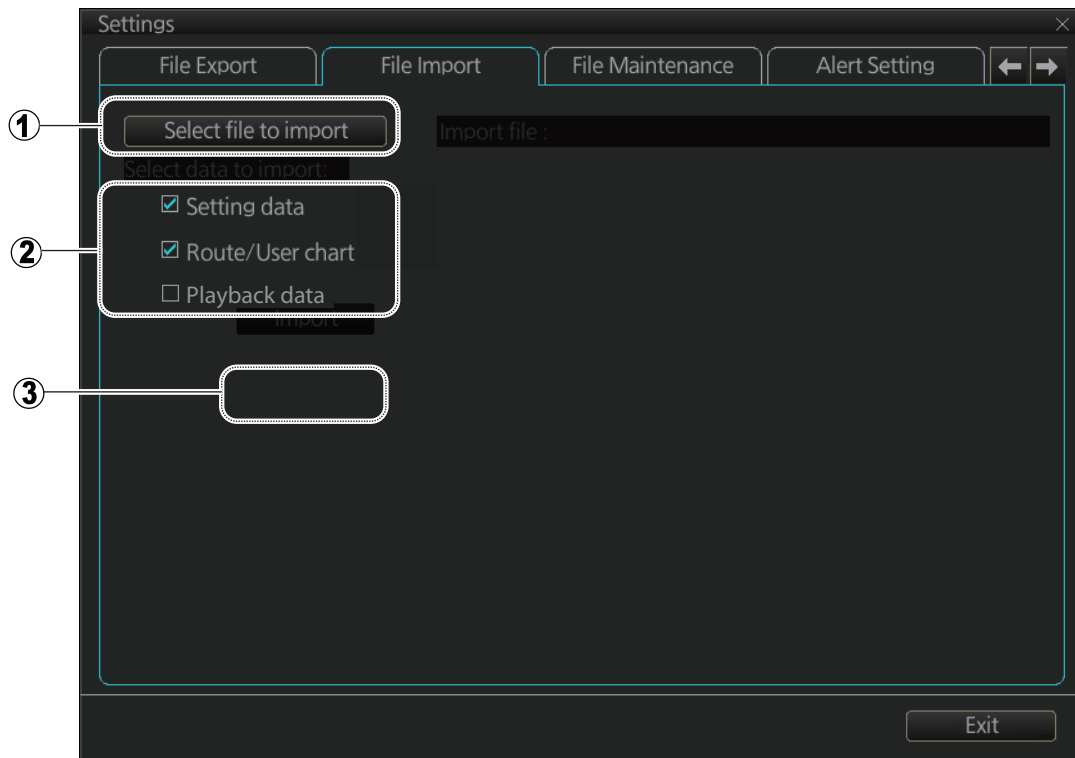 Settings
File Export
File Import
File Maintenance
Alert Setting
1
Select file to import
Import file :
Select data to import:
Setting data
2
Route/User chart
Playback data
Import
3
Exit